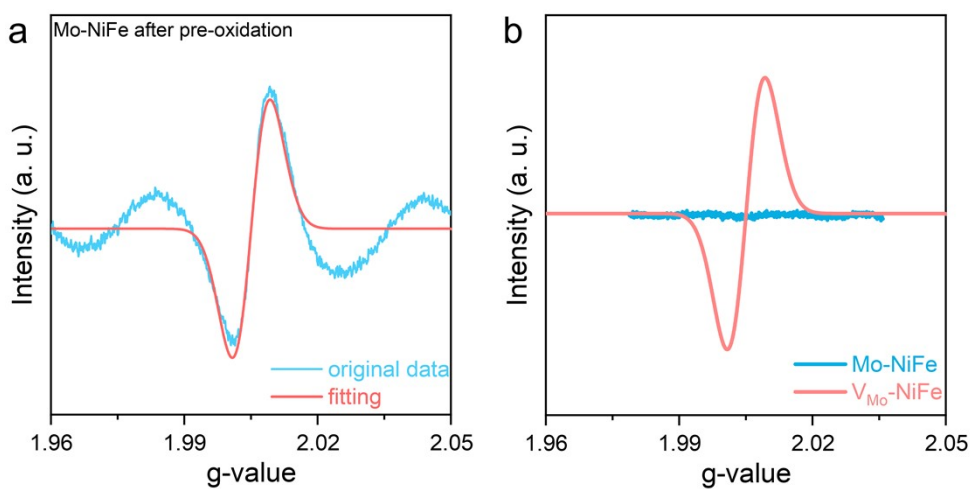 a
Mo-NiFe after pre-oxidation
Intensity (a. u.)
original data
fitting
1.96 1.99 2.02 2.05
g-value
b
Intensity (a. u.)
Mo-NiFe
V_Mo-NiFe
1.96 1.99 2.02 2.05
g-value